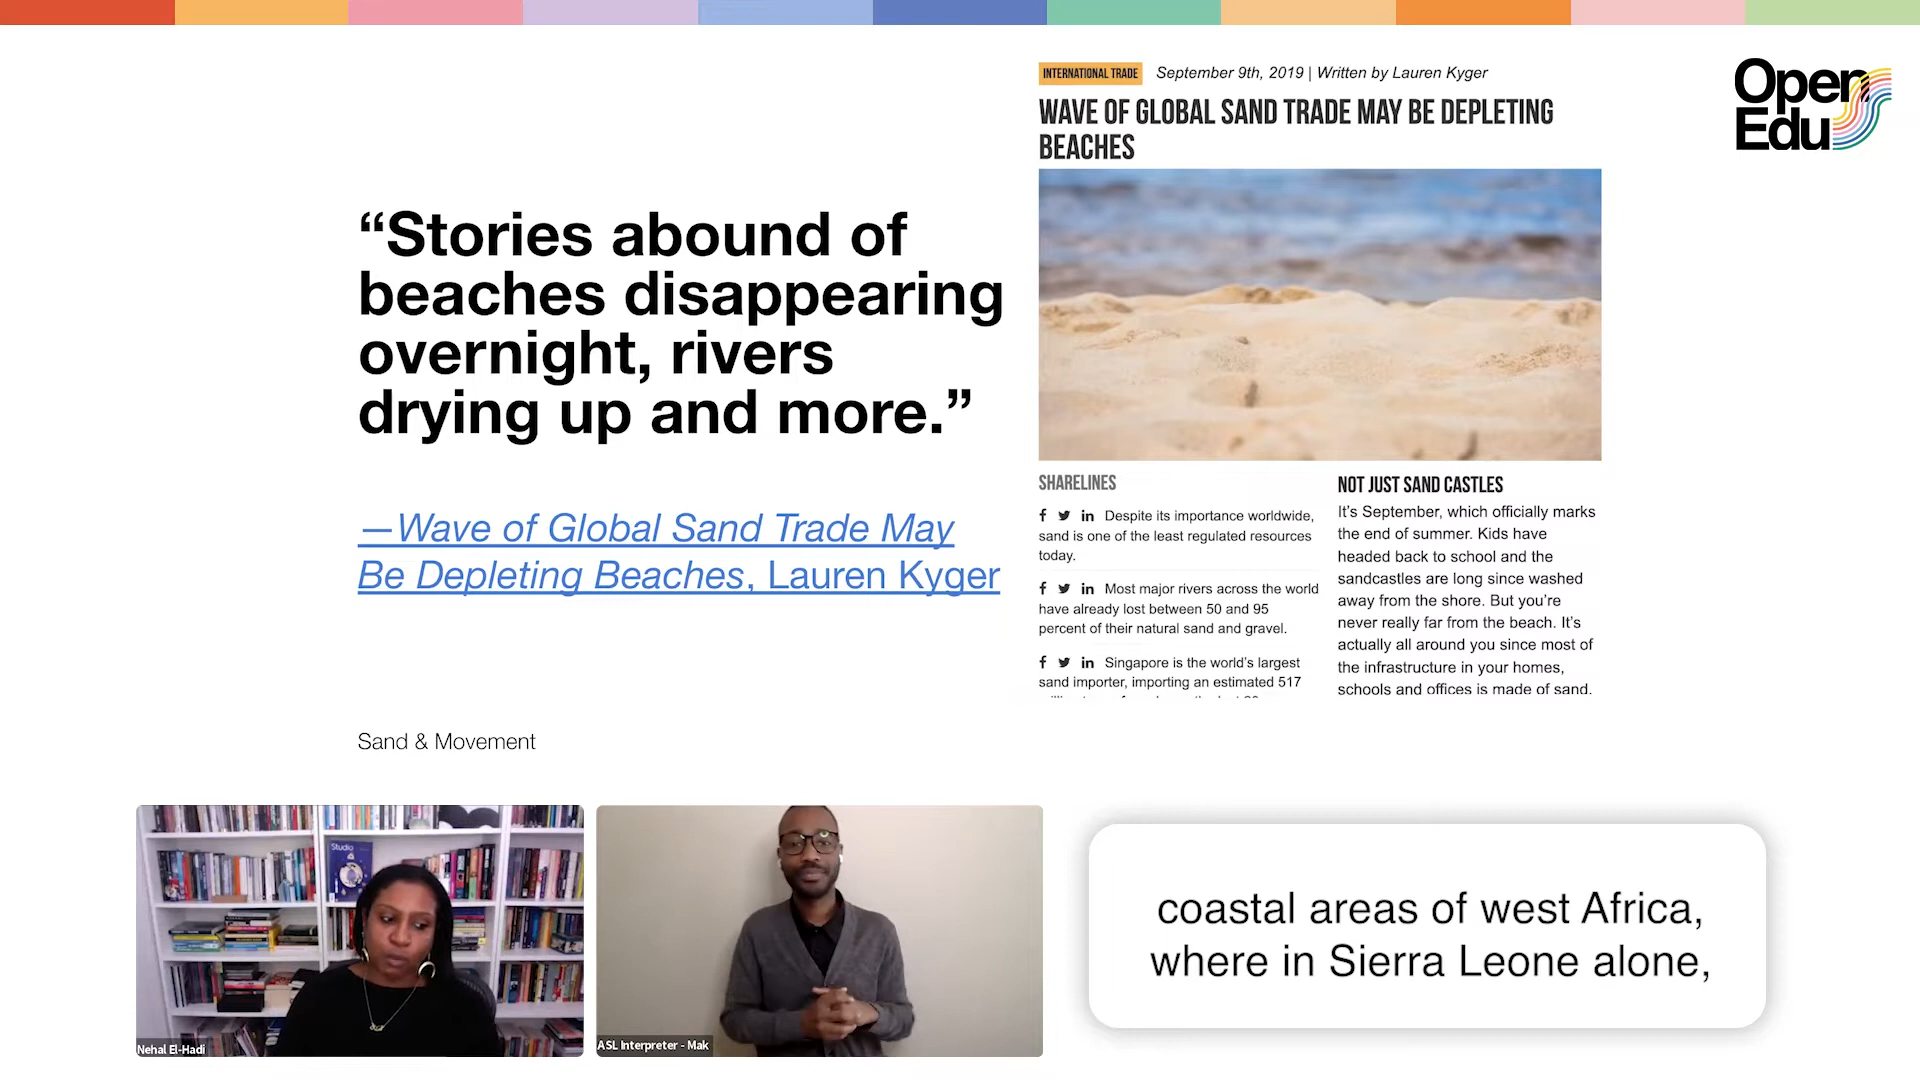 INTERNATIONAL TRADE September 9th, 2019 | Written by Lauren Kyger
WAVE OF GLOBAL SAND TRADE MAY BE DEPLETING
BEACHES
Open
Edu
“Stories abound of
beaches disappearing
overnight, rivers
drying up and more.”
—Wave of Global Sand Trade May
Be Depleting Beaches, Lauren Kyger
SHARELINES
Despite its importance worldwide,
sand is one of the least regulated resources
today.
Most major rivers across the world
have already lost between 50 and 95
percent of their natural sand and gravel.
Singapore is the world’s largest
sand importer, importing an estimated 517
NOT JUST SAND CASTLES
It’s September, which officially marks
the end of summer. Kids have
headed back to school and the
sandcastles are long since washed
away from the shore. But you’re
never really far from the beach. It’s
actually all around you since most of
the infrastructure in your homes,
schools and offices is made of sand.
Sand & Movement
Studio
Nehal El-Hadi
ASL Interpreter - Mak
coastal areas of west Africa,
where in Sierra Leone alone,